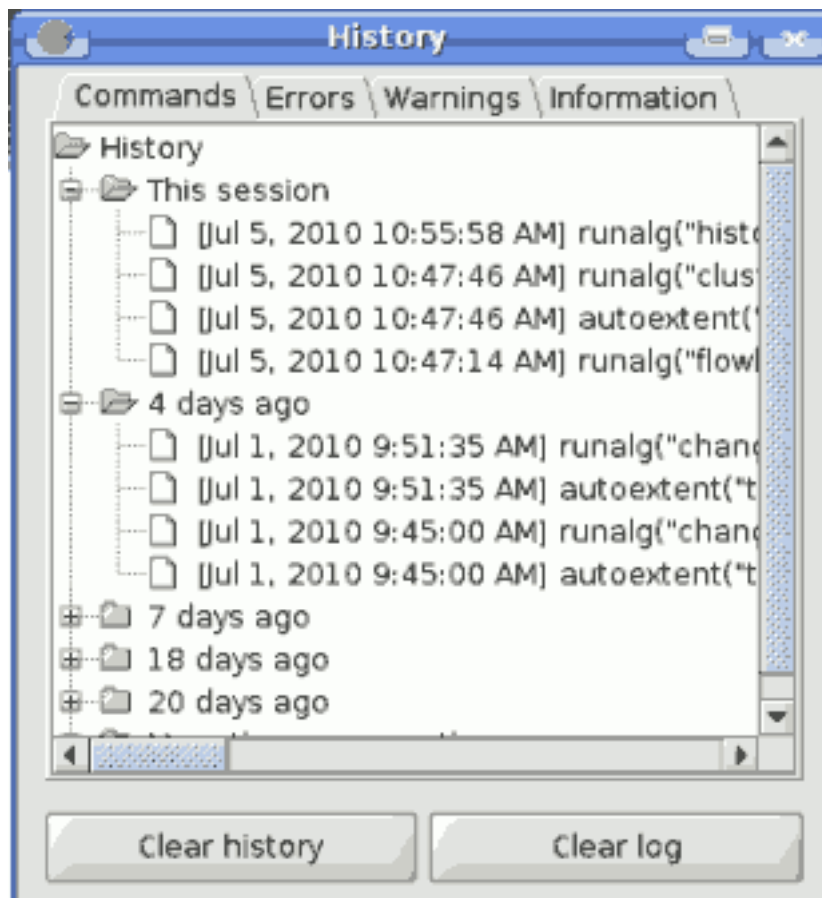 History
Commands Errors Warnings Information
History
This session
[Jul 5, 2010 10:55:58 AM] runalg("histo
[Jul 5, 2010 10:47:46 AM] runalg("clus
[Jul 5, 2010 10:47:46 AM] autoextent("
[Jul 5, 2010 10:47:14 AM] runalg("flow
4 days ago
[Jul 1, 2010 9:51:35 AM] runalg("chang
[Jul 1, 2010 9:51:35 AM] autoextent("t
[Jul 1, 2010 9:45:00 AM] runalg("chang
[Jul 1, 2010 9:45:00 AM] autoextent("t
7 days ago
18 days ago
20 days ago
Clear history Clear log